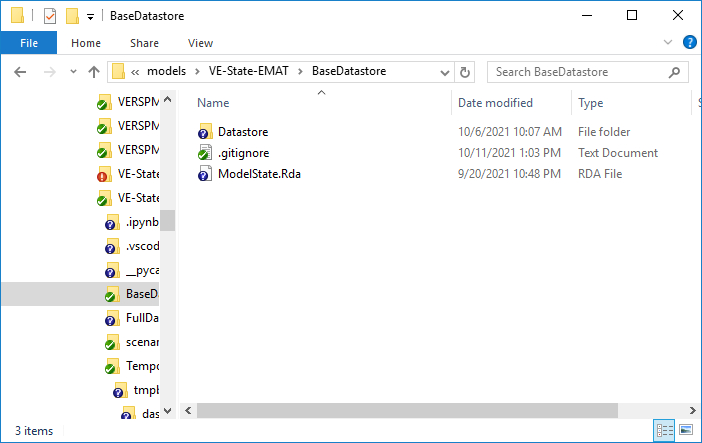 BaseDatastore
File Home Share View
« models > VE-State-EMAT > BaseDatastore
Search BaseDatastore
VERSPM
VERSPM
VERSPM
VE-State
VE-State
.ipynb
.vscod
__pyca
BaseDa
FullDa
scenar
Tempo
tmpb
das
Name Date modified Type
Datastore 10/6/2021 10:07 AM File folder
.gitignore 10/11/2021 1:03 PM Text Document
ModelState.Rda 9/20/2021 10:48 PM RDA File
3 items